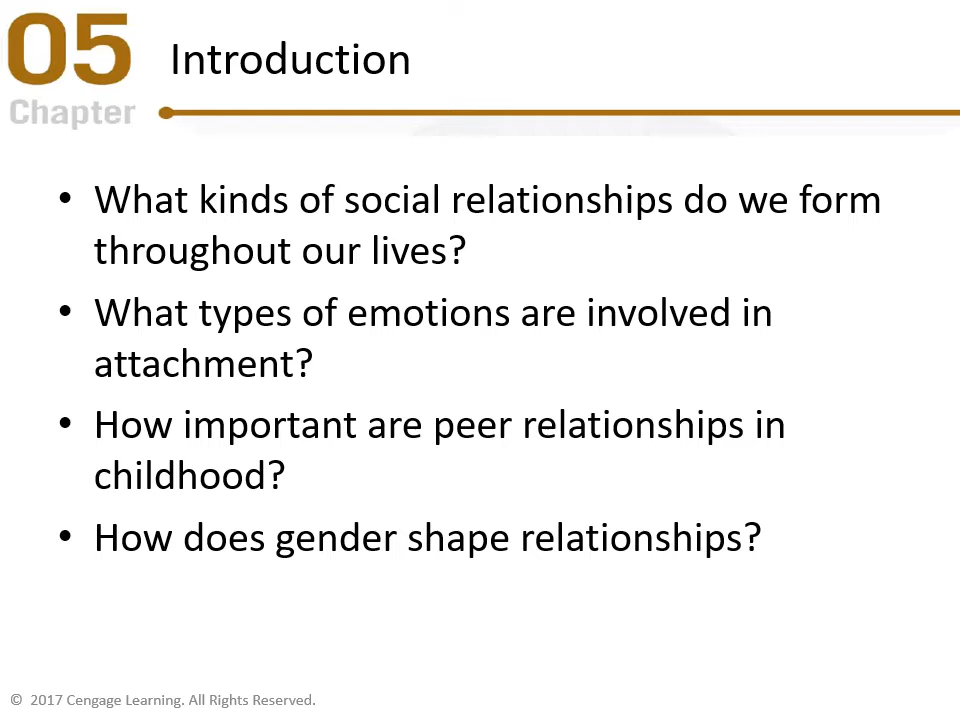 05
Chapter
Introduction
• What kinds of social relationships do we form
throughout our lives?
• What types of emotions are involved in
attachment?
• How important are peer relationships in
childhood?
• How does gender shape relationships?
© 2017 Cengage Learning. All Rights Reserved.